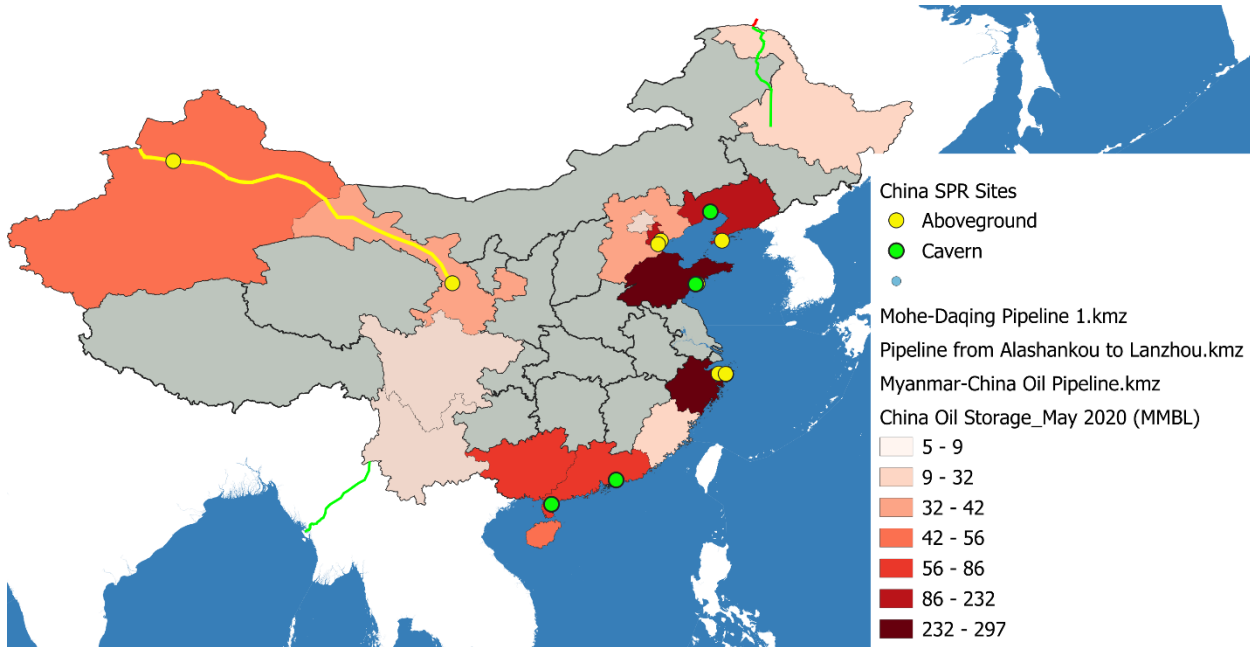 China SPR Sites
Aboveground
Cavern
Mohe-Daqing Pipeline 1.kmz
Pipeline from Alashankou to Lanzhou.kmz
Myanmar-China Oil Pipeline.kmz
China Oil Storage_May 2020 (MMBL)
5 - 9
9 - 32
32 - 42
42 - 56
56 - 86
86 - 232
232 - 297